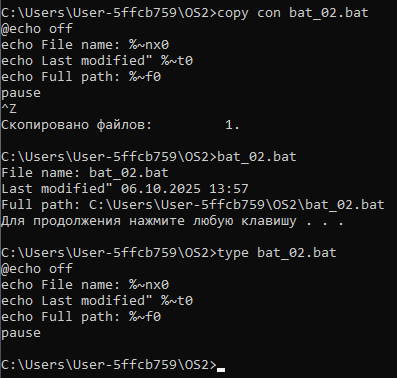 C:\Users\User-5ffcb759\OS2>copy con bat_02.bat
@echo off
echo File name: %~nx0
echo Last modified" %~t0
echo Full path: %~f0
pause
^Z
Скопировано файлов:         1.
C:\Users\User-5ffcb759\OS2>bat_02.bat
File name: bat_02.bat
Last modified" 06.10.2025 13:57
Full path: C:\Users\User-5ffcb759\OS2\bat_02.bat
Для продолжения нажмите любую клавишу . . .
C:\Users\User-5ffcb759\OS2>type bat_02.bat
@echo off
echo File name: %~nx0
echo Last modified" %~t0
echo Full path: %~f0
pause
C:\Users\User-5ffcb759\OS2>